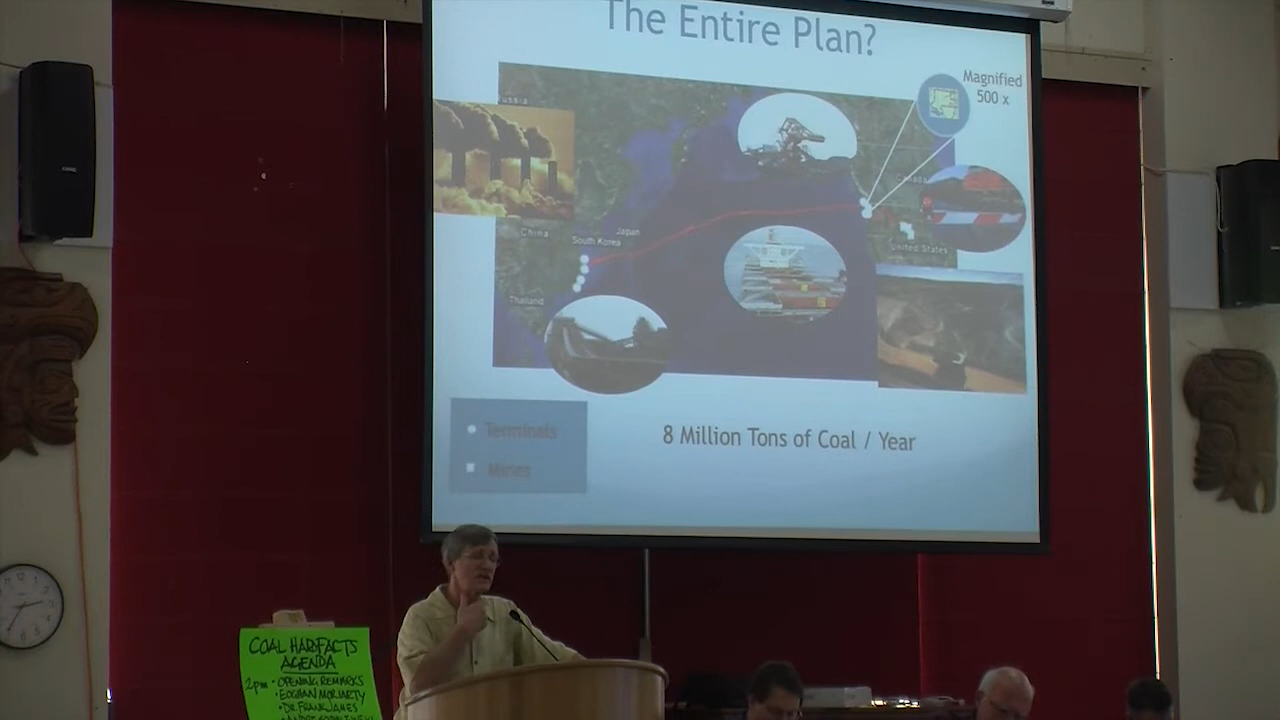 The Entire Plan?
Magnified
500 x
Canada
China
Japan
South Korea
United States
Thailand
Terminals
Mines
8 Million Tons of Coal / Year
COAL HARD FACTS
AGENDA
2pm • OPENING REMARKS
• EOGHAN MORIARTY
• DR. FRANK JAMES